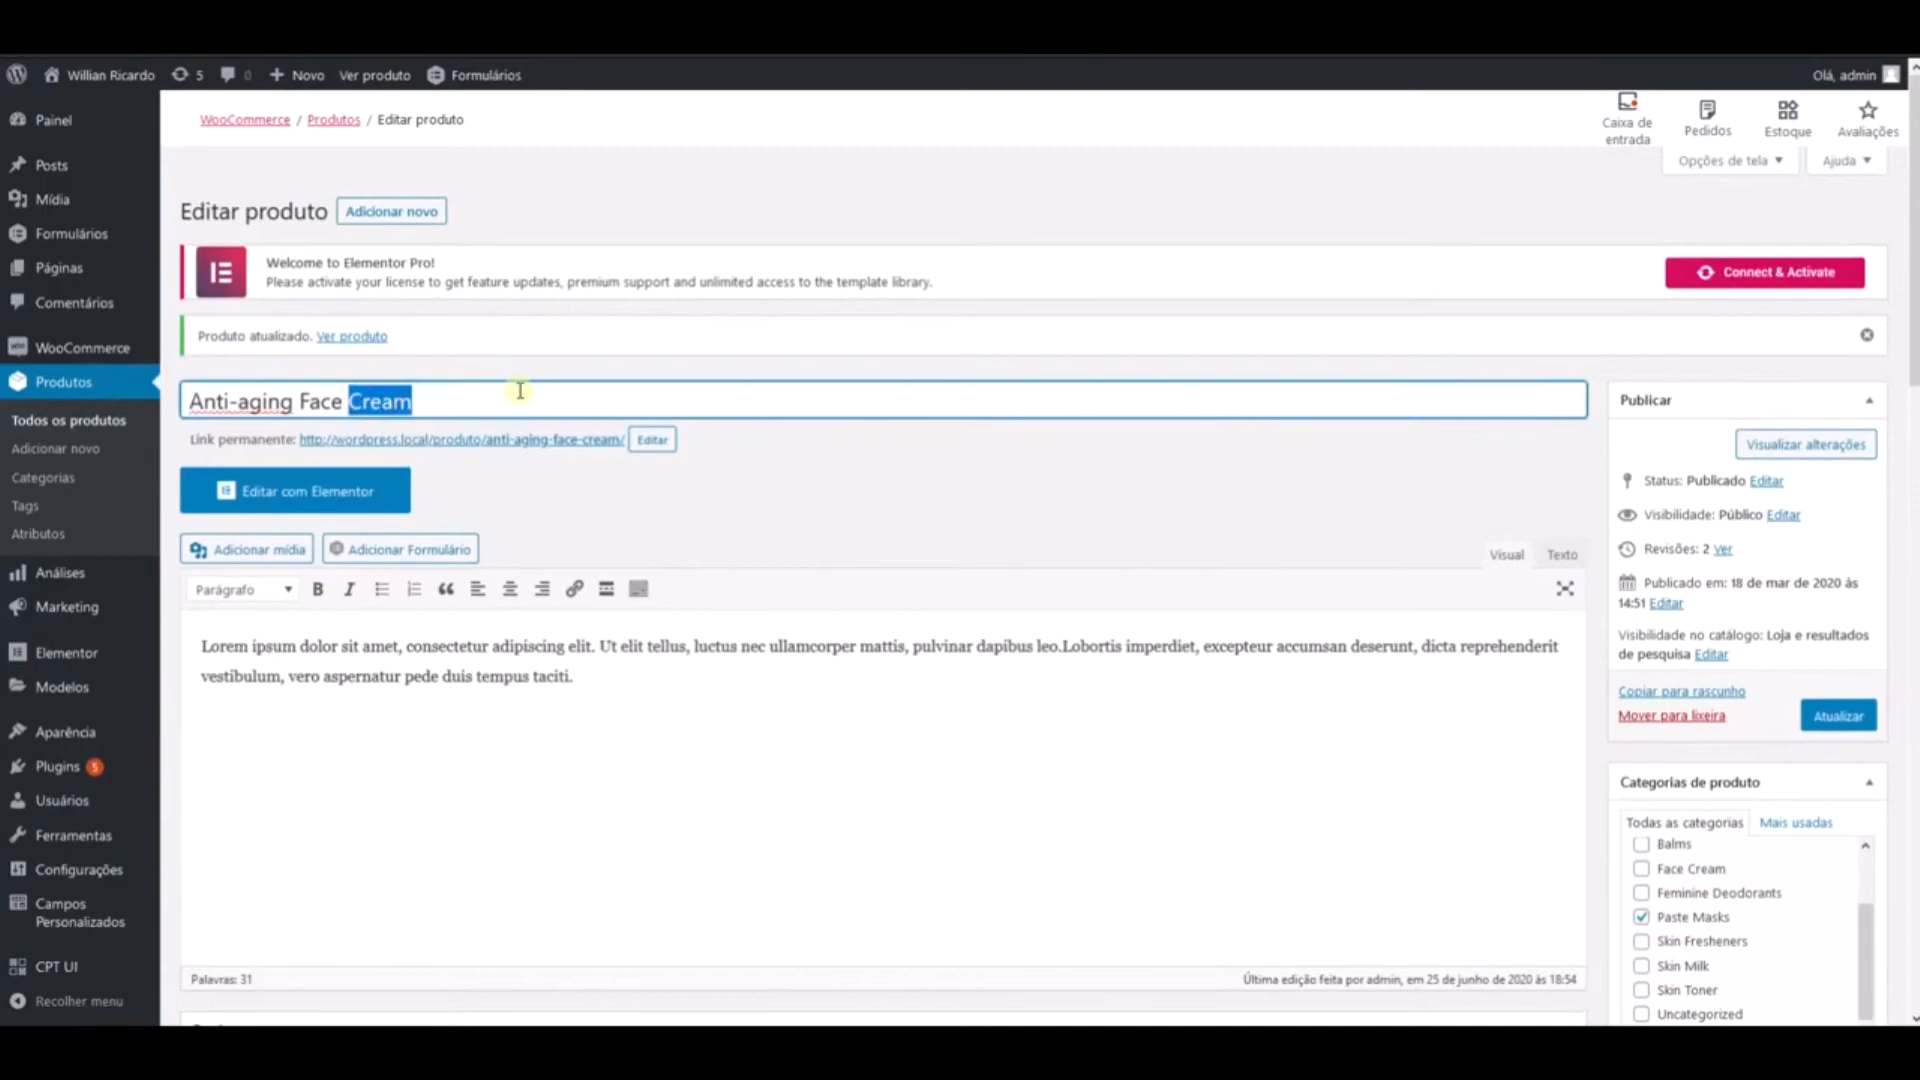 Willian Ricardo 5 0 Novo Ver produto Formulários Olá, admin
Painel
Posts
Mídia
Formulários
Páginas
Comentários
WooCommerce
Produtos
Todos os produtos
Adicionar novo
Categorias
Tags
Atributos
Análises
Marketing
Elementor
Modelos
Aparência
Plugins 5
Usuários
Ferramentas
Configurações
Campos
Personalizados
CPT UI
Recolher menu
WooCommerce / Produtos / Editar produto
Caixa de
entrada
Pedidos
Estoque
Avaliações
Opções de tela
Ajuda
Editar produto Adicionar novo
Welcome to Elementor Pro!
Please activate your license to get feature updates, premium support and unlimited access to the template library.
Connect & Activate
Produto atualizado. Ver produto
Anti-aging Face Cream
Link permanente: http://wordpress.local/produto/anti-aging-face-cream/ Editar
Editar com Elementor
Adicionar mídia Adicionar Formulário
Visual Texto
Parágrafo B I
Lorem ipsum dolor sit amet, consectetur adipiscing elit. Ut elit tellus, luctus nec ullamcorper mattis, pulvinar dapibus leo.Lobortis imperdiet, excepteur accumsan deserunt, dicta reprehenderit
vestibulum, vero aspernatur pede duis tempus taciti.
Palavras: 31
Última edição feita por admin, em 25 de junho de 2020 às 18:54
Publicar
Visualizar alterações
Status: Publicado Editar
Visibilidade: Público Editar
Revisões: 2 Ver
Publicado em: 18 de mar de 2020 às
14:51 Editar
Visibilidade no catálogo: Loja e resultados
de pesquisa Editar
Copiar para rascunho
Mover para lixeira
Atualizar
Categorias de produto
Todas as categorias Mais usadas
Balms
Face Cream
Feminine Deodorants
Paste Masks
Skin Fresheners
Skin Milk
Skin Toner
Uncategorized